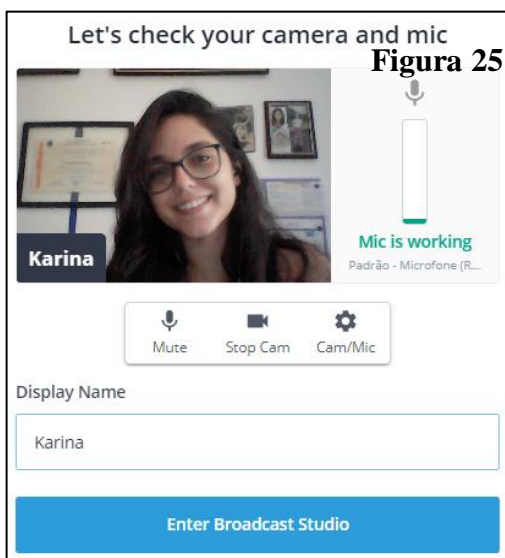 Let's check your camera and mic
Figura 25
Karina
Mic is working
Padrão - Microfone (R...
Mute
Stop Cam
Cam/Mic
Display Name
Karina
Enter Broadcast Studio